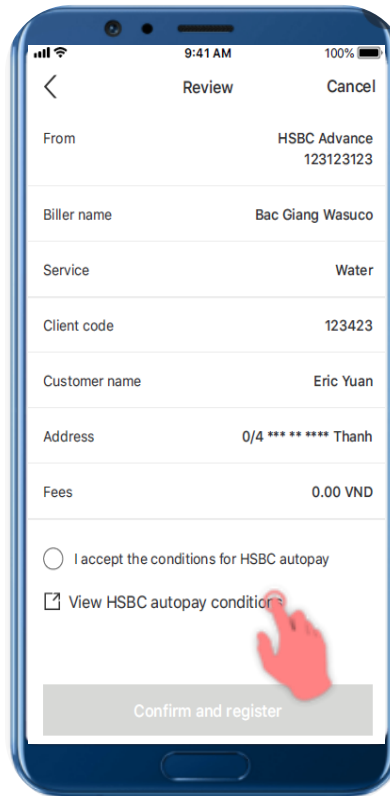 9:41 AM 100%
Review Cancel
From HSBC Advance
123123123
Biller name Bac Giang Wasuco
Service Water
Client code 123423
Customer name Eric Yuan
Address 0/4 *** ** **** Thanh
Fees 0.00 VND
I accept the conditions for HSBC autopay
View HSBC autopay conditions
Confirm and register